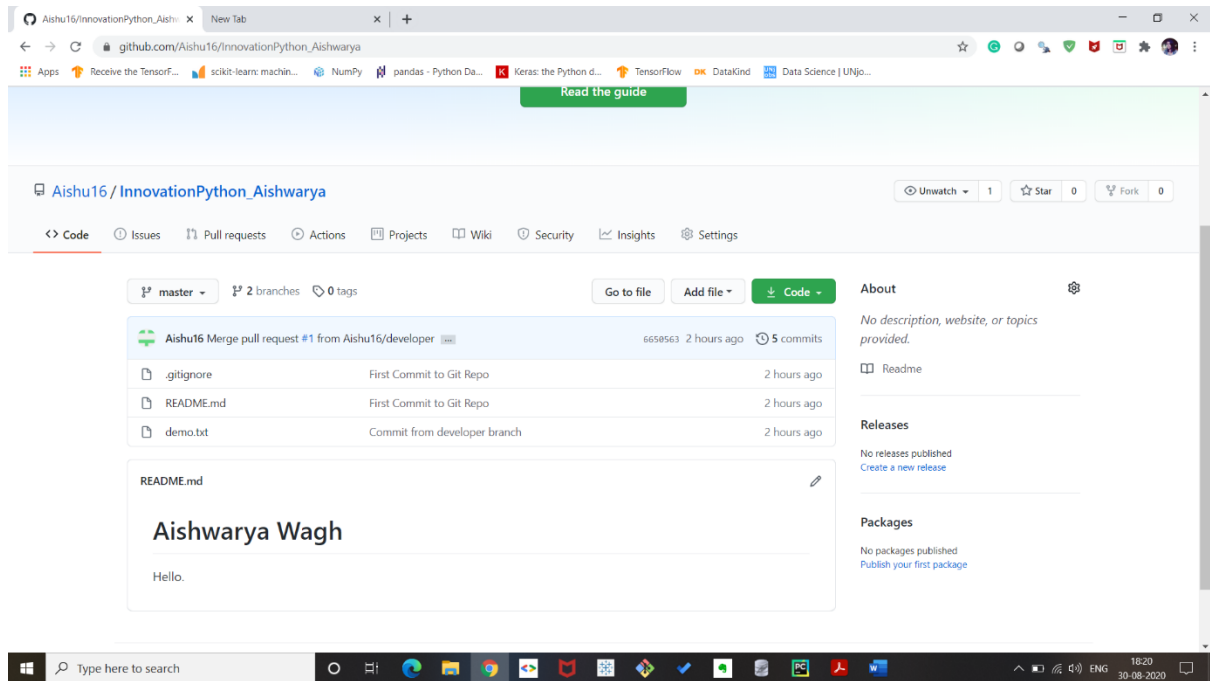 Aishu16/InnovationPython_Aishw
New Tab
github.com/Aishu16/InnovationPython_Aishwarya
Apps
Receive the TensorF...
scikit-learn: machin...
NumPy
pandas - Python Da...
Keras: the Python d...
TensorFlow
DK DataKind
Data Science | UNjo...
Read the guide
Aishu16 / InnovationPython_Aishwarya
Unwatch 1
Star 0
Fork 0
<> Code
Issues
Pull requests
Actions
Projects
Wiki
Security
Insights
Settings
master
2 branches
0 tags
Go to file
Add file
Code
Aishu16 Merge pull request #1 from Aishu16/developer ...
6650563 2 hours ago
5 commits
.gitignore
First Commit to Git Repo
2 hours ago
README.md
First Commit to Git Repo
2 hours ago
demo.txt
Commit from developer branch
2 hours ago
README.md
Aishwarya Wagh
Hello.
About
No description, website, or topics
provided.
Readme
Releases
No releases published
Create a new release
Packages
No packages published
Publish your first package
Type here to search
ENG
18:20
30-08-2020